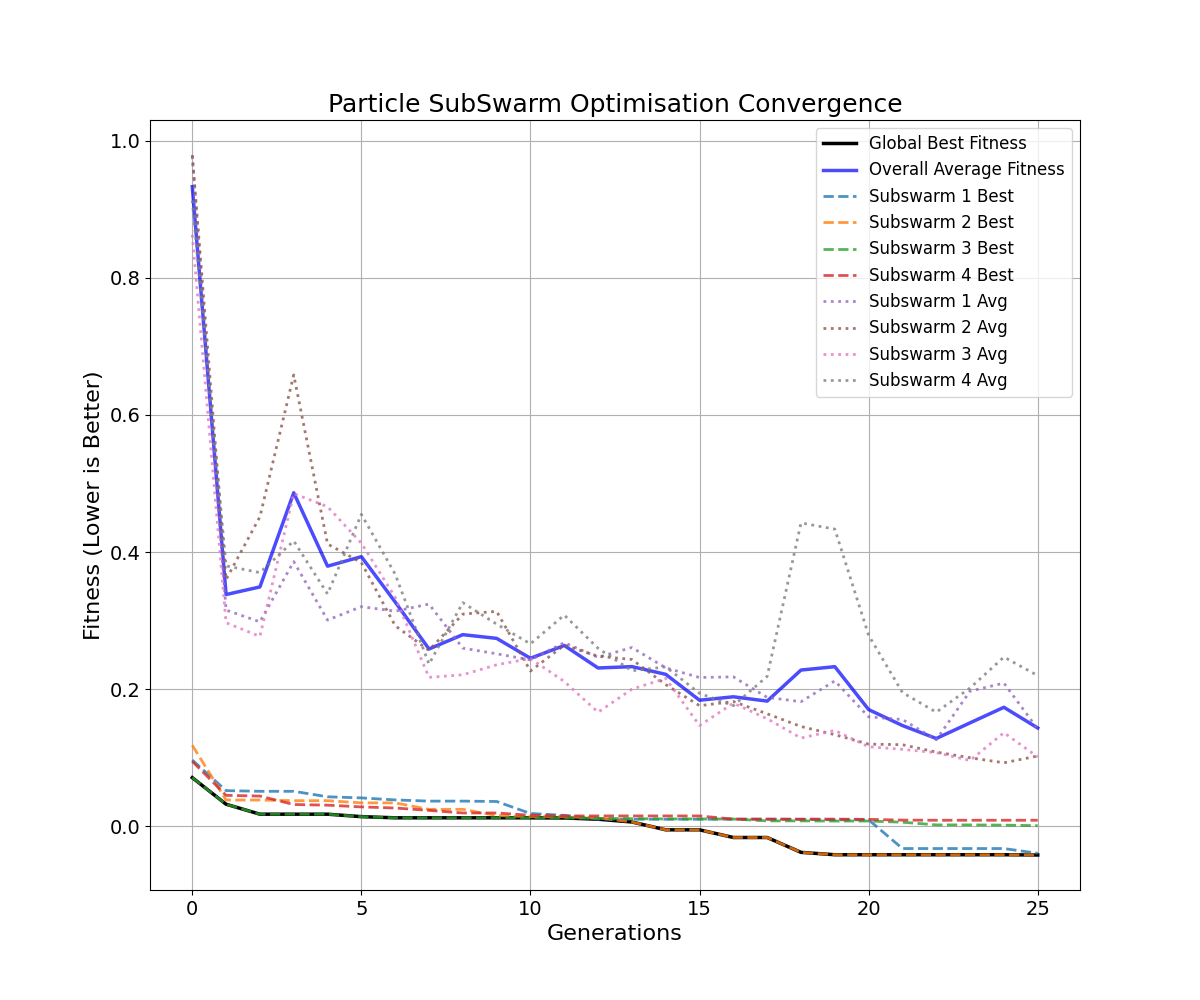 Particle SubSwarm Optimisation Convergence
1.0
0.8
0.6
0.4
0.2
0.0
Fitness (Lower is Better)
Global Best Fitness
Overall Average Fitness
Subswarm 1 Best
Subswarm 2 Best
Subswarm 3 Best
Subswarm 4 Best
Subswarm 1 Avg
Subswarm 2 Avg
Subswarm 3 Avg
Subswarm 4 Avg
0 5 10 15 20 25
Generations